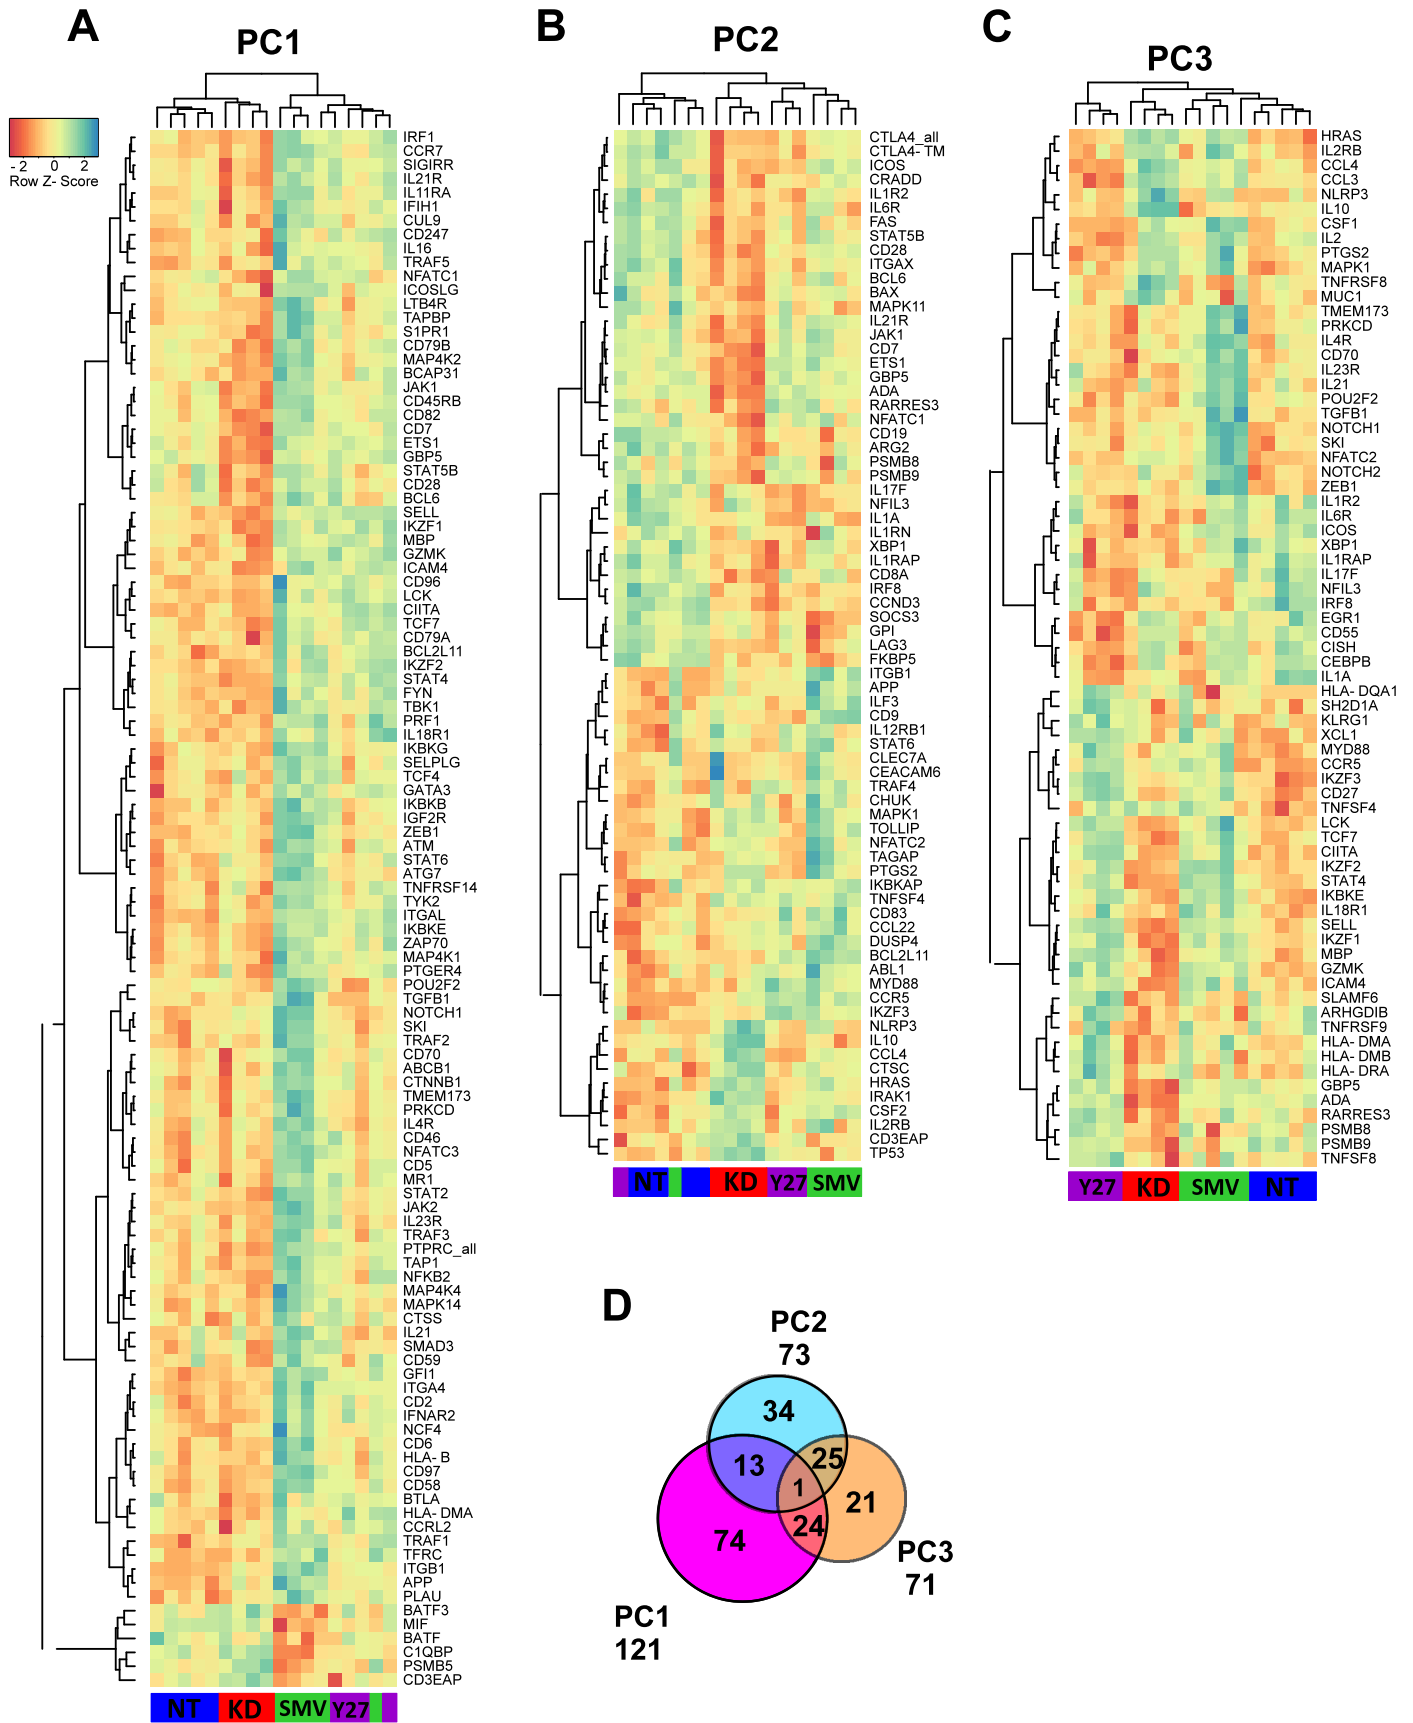 A
PC1
- 2 0 2
Row Z- Score
IRF1
CCR7
SIGIRR
IL21R
IL11RA
IFIH1
CUL9
CD247
IL16
TRAF5
NFATC1
ICOSLG
LTB4R
TAPBP
S1PR1
CD79B
MAP4K2
BCAP31
JAK1
CD45RB
CD82
CD7
ETS1
GBP5
STAT5B
CD28
BCL6
SELL
IKZF1
MBP
GZMK
ICAM4
CD96
LCK
CIITA
TCF7
CD79A
BCL2L11
IKZF2
STAT4
FYN
TBK1
PRF1
IL18R1
IKBKG
SELPLG
TCF4
GATA3
IKBKB
IGF2R
ZEB1
ATM
STAT6
ATG7
TNFRSF14
TYK2
ITGAL
IKBKE
ZAP70
MAP4K1
PTGER4
POU2F2
TGFB1
NOTCH1
SKI
TRAF2
CD70
ABCB1
CTNNB1
TMEM173
PRKCD
IL4R
CD46
NFATC3
CD5
MR1
STAT2
JAK2
IL23R
TRAF3
PTPRC_all
TAP1
NFKB2
MAP4K4
MAPK14
CTSS
IL21
SMAD3
CD59
GFI1
ITGA4
CD2
IFNAR2
NCF4
CD6
HLA- B
CD97
CD58
BTLA
HLA- DMA
CCRL2
TRAF1
TFRC
ITGB1
APP
PLAU
BATF3
MIF
BATF
C1QBP
PSMB5
CD3EAP
NT KD SMV Y27
B
PC2
CTLA4_all
CTLA4- TM
ICOS
CRADD
IL1R2
IL6R
FAS
STAT5B
CD28
ITGAX
BCL6
BAX
MAPK11
IL21R
JAK1
CD7
ETS1
GBP5
ADA
RARRES3
NFATC1
CD19
ARG2
PSMB8
PSMB9
IL17F
NFIL3
IL1A
IL1RN
XBP1
IL1RAP
CD8A
IRF8
CCND3
SOCS3
GPI
LAG3
FKBP5
ITGB1
APP
ILF3
CD9
IL12RB1
STAT6
CLEC7A
CEACAM6
TRAF4
CHUK
MAPK1
TOLLIP
NFATC2
TAGAP
PTGS2
IKBKAP
TNFSF4
CD83
CCL22
DUSP4
BCL2L11
ABL1
MYD88
CCR5
IKZF3
NLRP3
IL10
CCL4
CTSC
HRAS
IRAK1
CSF2
IL2RB
CD3EAP
TP53
NT KD Y27 SMV
C
PC3
HRAS
IL2RB
CCL4
CCL3
NLRP3
IL10
CSF1
IL2
PTGS2
MAPK1
TNFRSF8
MUC1
TMEM173
PRKCD
IL4R
CD70
IL23R
IL21
POU2F2
TGFB1
NOTCH1
SKI
NFATC2
NOTCH2
ZEB1
IL1R2
IL6R
ICOS
XBP1
IL1RAP
IL17F
NFIL3
IRF8
EGR1
CD55
CISH
CEBPB
IL1A
HLA- DQA1
SH2D1A
KLRG1
XCL1
MYD88
CCR5
IKZF3
CD27
TNFSF4
LCK
TCF7
CIITA
IKZF2
STAT4
IKBKE
IL18R1
SELL
IKZF1
MBP
GZMK
ICAM4
SLAMF6
ARHGDIB
TNFRSF9
HLA- DMA
HLA- DMB
HLA- DRA
GBP5
ADA
RARRES3
PSMB8
PSMB9
TNFSF8
Y27 KD SMV NT
D
PC2
73
34
13
25
1
21
24
74
PC3
71
PC1
121